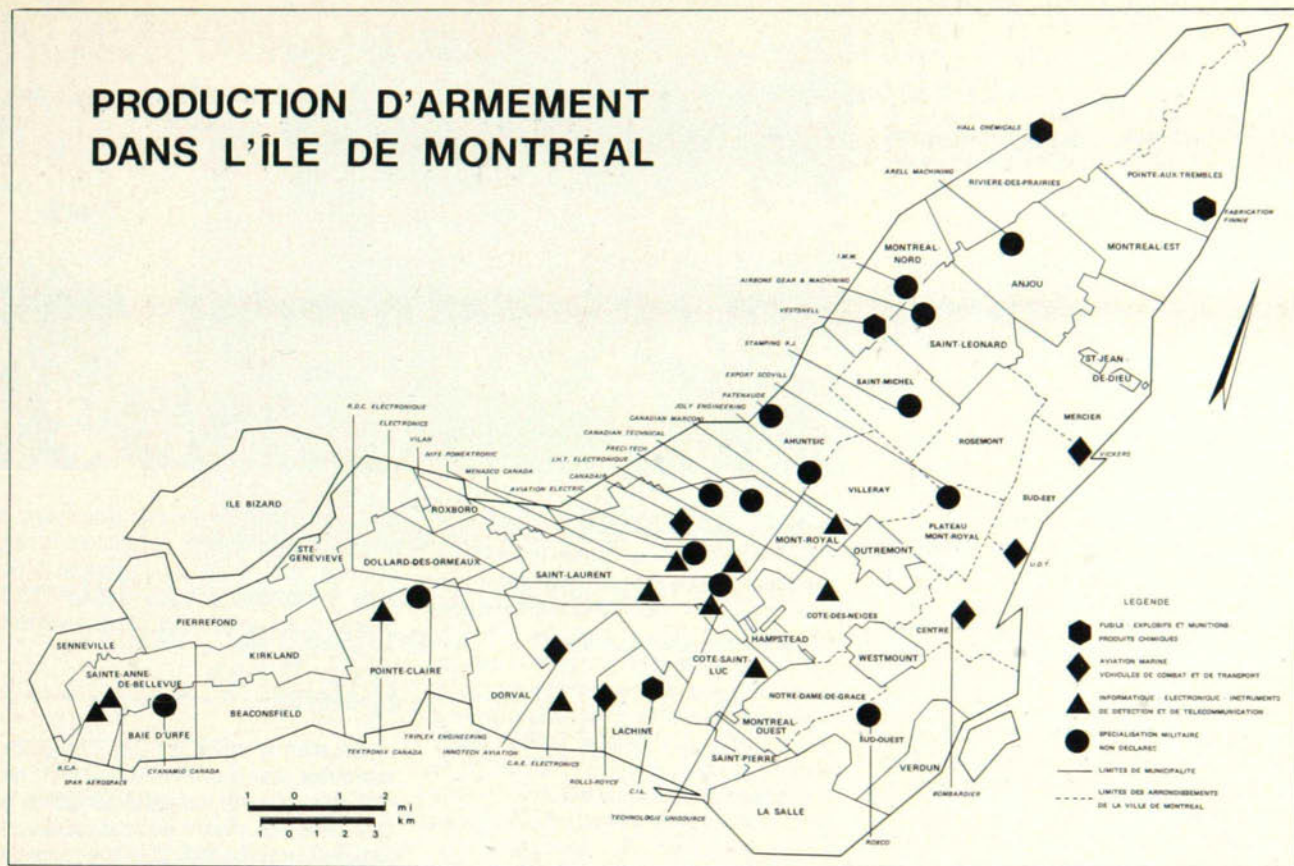 PRODUCTION D'ARMEMENT
DANS L'ÎLE DE MONTRÉAL
HALL CHEMICALS
ARELL MACHINING
RIVIERE-DES-PRAIRIES
POINTE-AUX-TREMBLES
FABRICATION
FINNIE
MONTREAL-EST
MONTREAL-
NORD
ANJOU
I.M.M.
AIRBONE GEAR & MACHINING
VESTSHELL
STAMPING R.J.
EXPORT SCOVILL
PATENAUDE
JOLY ENGINEERING
CANADIAN MARCONI
CANADIAN TECHNICAL
PRECI-TECH
J.H.T. ELECTRONIQUE
CANADAIR
SAINT-LEONARD
ST-JEAN-
DE-DIEU
SAINT-MICHEL
MERCIER
VICKERS
ROSEMONT
AHUNTSIC
VILLERAY
SUD-EST
PLATEAU
MONT-ROYAL
R.D.C. ELECTRONIQUE
ELECTRONICS
VILAN
NIFE POWERTRONIC
MENASCO CANADA
AVIATION ELECTRIC
ILE BIZARD
ROXBORO
STE-
GENEVIEVE
DOLLARD-DES-ORMEAUX
SAINT-LAURENT
MONT-ROYAL
OUTREMONT
U.D.T.
COTE-DES-NEIGES
CENTRE
HAMPSTEAD
WESTMOUNT
PIERREFOND
SENNEVILLE
KIRKLAND
SAINTE-ANNE-
DE-BELLEVUE
POINTE-CLAIRE
DORVAL
COTE-SAINT-
LUC
NOTRE-DAME-DE-GRACE
BEACONSFIELD
BAIE D'URFE
LACHINE
MONTREAL-
OUEST
SAINT-PIERRE
SUD-OUEST
VERDUN
LA SALLE
R.C.A.
SPAR AEROSPACE
CYANAMID CANADA
TEKTRONIX CANADA
TRIPLEX ENGINEERING
INNOTECH AVIATION
C.A.E. ELECTRONICS
ROLLS-ROYCE
C.I.L.
TECHNOLOGIE UNISOURCE
ROSCO
BOMBARDIER
1 0 1 2
mi
km
1 0 1 2 3
LEGENDE
FUSILS - EXPLOSIFS ET MUNITIONS
PRODUITS CHIMIQUES
AVIATION MARINE
VEHICULES DE COMBAT ET DE TRANSPORT
INFORMATIQUE - ELECTRONIQUE - INSTRUMENTS
DE DETECTION ET DE TELECOMMUNICATION
SPECIALISATION MILITAIRE
NON DECLAREE
LIMITES DE MUNICIPALITE
LIMITES DES ARRONDISSEMENTS
DE LA VILLE DE MONTREAL